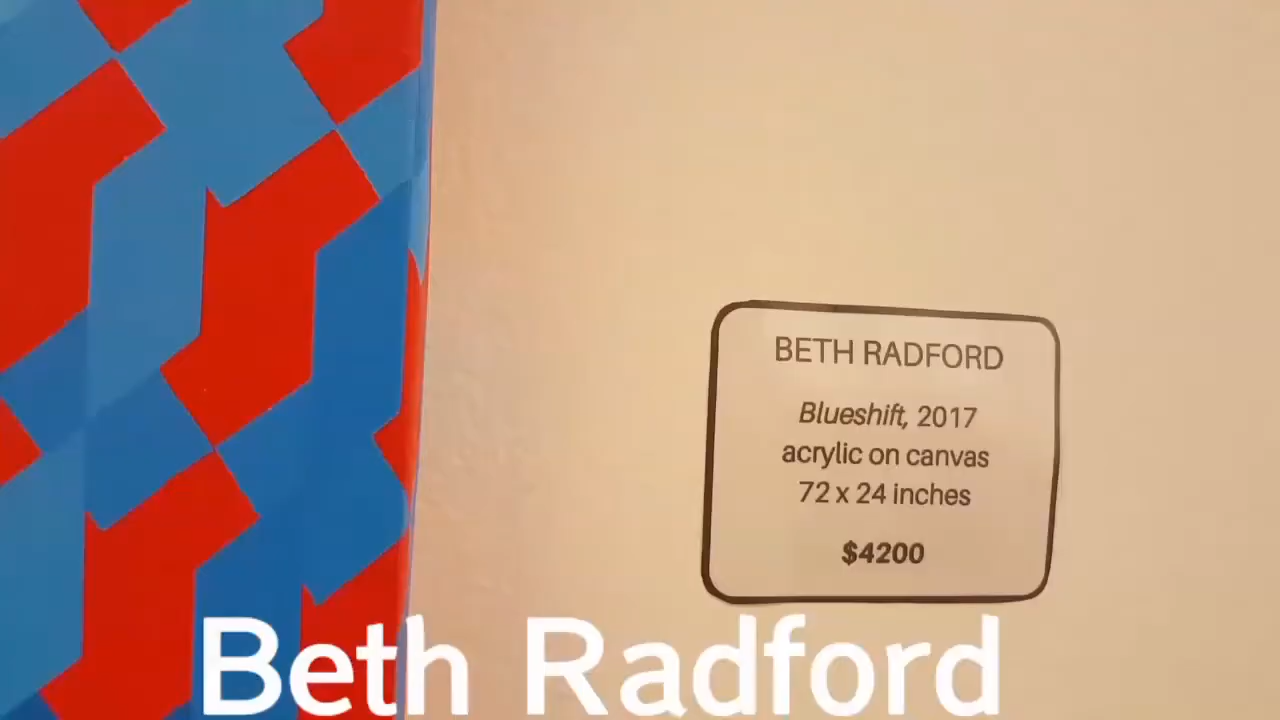 BETH RADFORD
Blueshift, 2017
acrylic on canvas
72 x 24 inches
$4200
Beth Radford